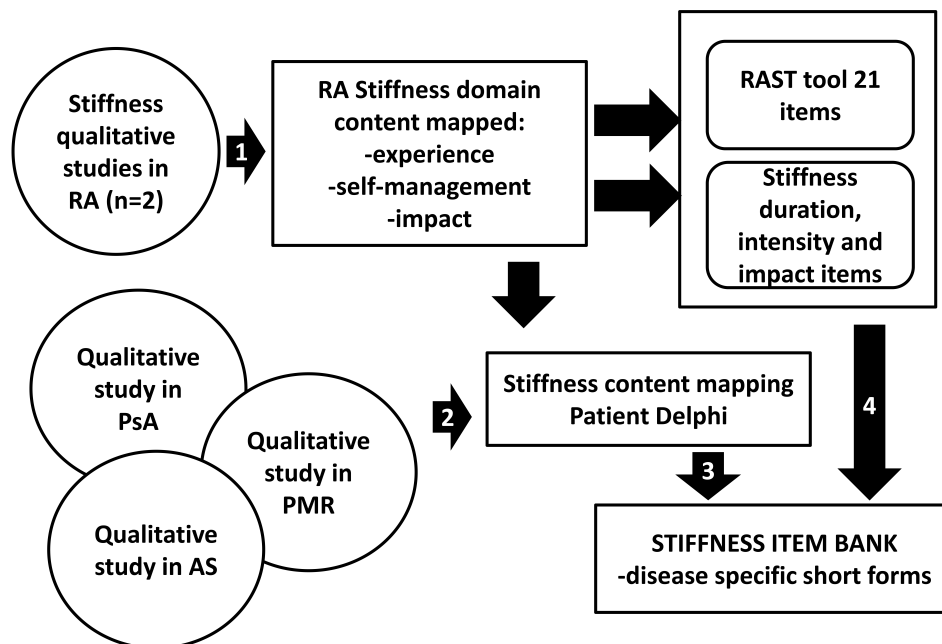 Stiffness
qualitative
studies in
RA (n=2)
1
RA Stiffness domain
content mapped:
-experience
-self-management
-impact
RAST tool 21
items
Stiffness
duration,
intensity and
impact items
Qualitative
study in
PsA
Qualitative
study in
PMR
Qualitative
study in AS
2
Stiffness content mapping
Patient Delphi
3
4
STIFFNESS ITEM BANK
-disease specific short forms